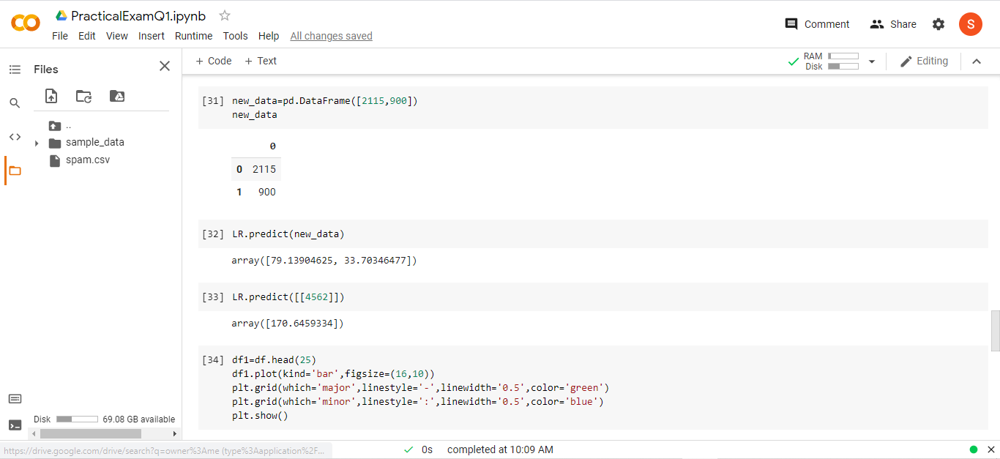 PracticalExamQ1.ipynb
File Edit View Insert Runtime Tools Help All changes saved
Comment Share S
Files
+ Code + Text
RAM
Disk
Editing
..
sample_data
spam.csv
[31] new_data=pd.DataFrame([2115,900])
new_data
0
0 2115
1 900
[32] LR.predict(new_data)
array([79.13904625, 33.70346477])
[33] LR.predict([[4562]])
array([170.6459334])
[34] df1=df.head(25)
df1.plot(kind='bar',figsize=(16,10))
plt.grid(which='major',linestyle='-',linewidth='0.5',color='green')
plt.grid(which='minor',linestyle=':',linewidth='0.5',color='blue')
plt.show()
Disk 69.08 GB available
https://drive.google.com/drive/search?q=owner%3Ame (type%3Aapplication%2F...
0s completed at 10:09 AM